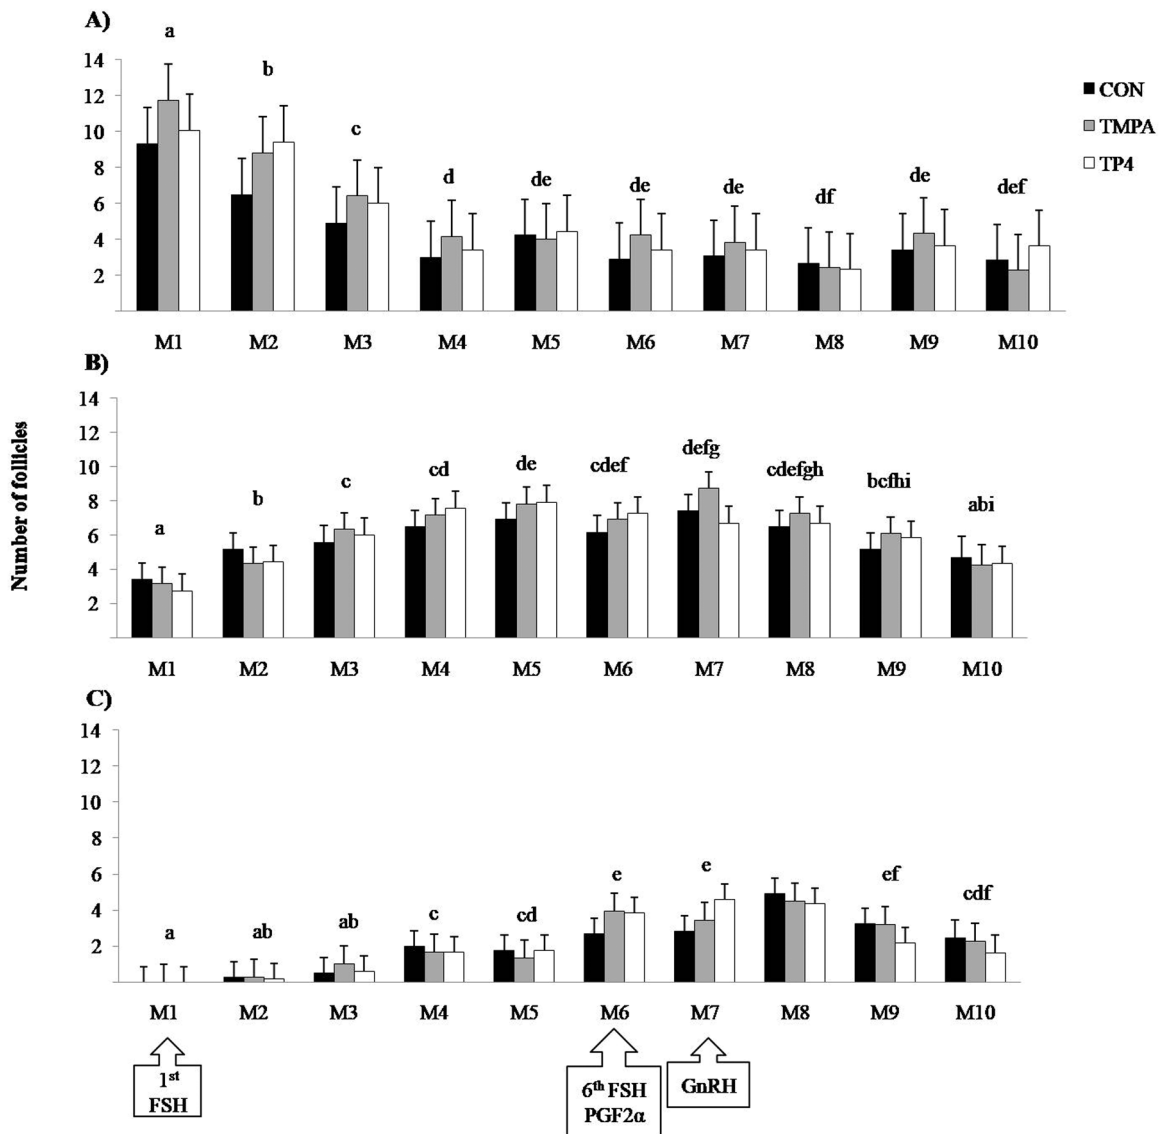 A)
a
14
b
12
CON
c
10
TMPA
8
d
de
de
de
df
de
def
TP4
6
4
2
M1 M2 M3 M4 M5 M6 M7 M8 M9 M10
B)
14
12
defg
10
cd
de
cdef
cdefgh
bcfhi
c
8
b
abi
a
6
4
2
M1 M2 M3 M4 M5 M6 M7 M8 M9 M10
Number of follicles
C)
14
12
10
8
6
e
e
ef
4
c
cd
cdf
a
ab
ab
2
M1 M2 M3 M4 M5 M6 M7 M8 M9 M10
1st
FSH
6th FSH
PGF2α
GnRH